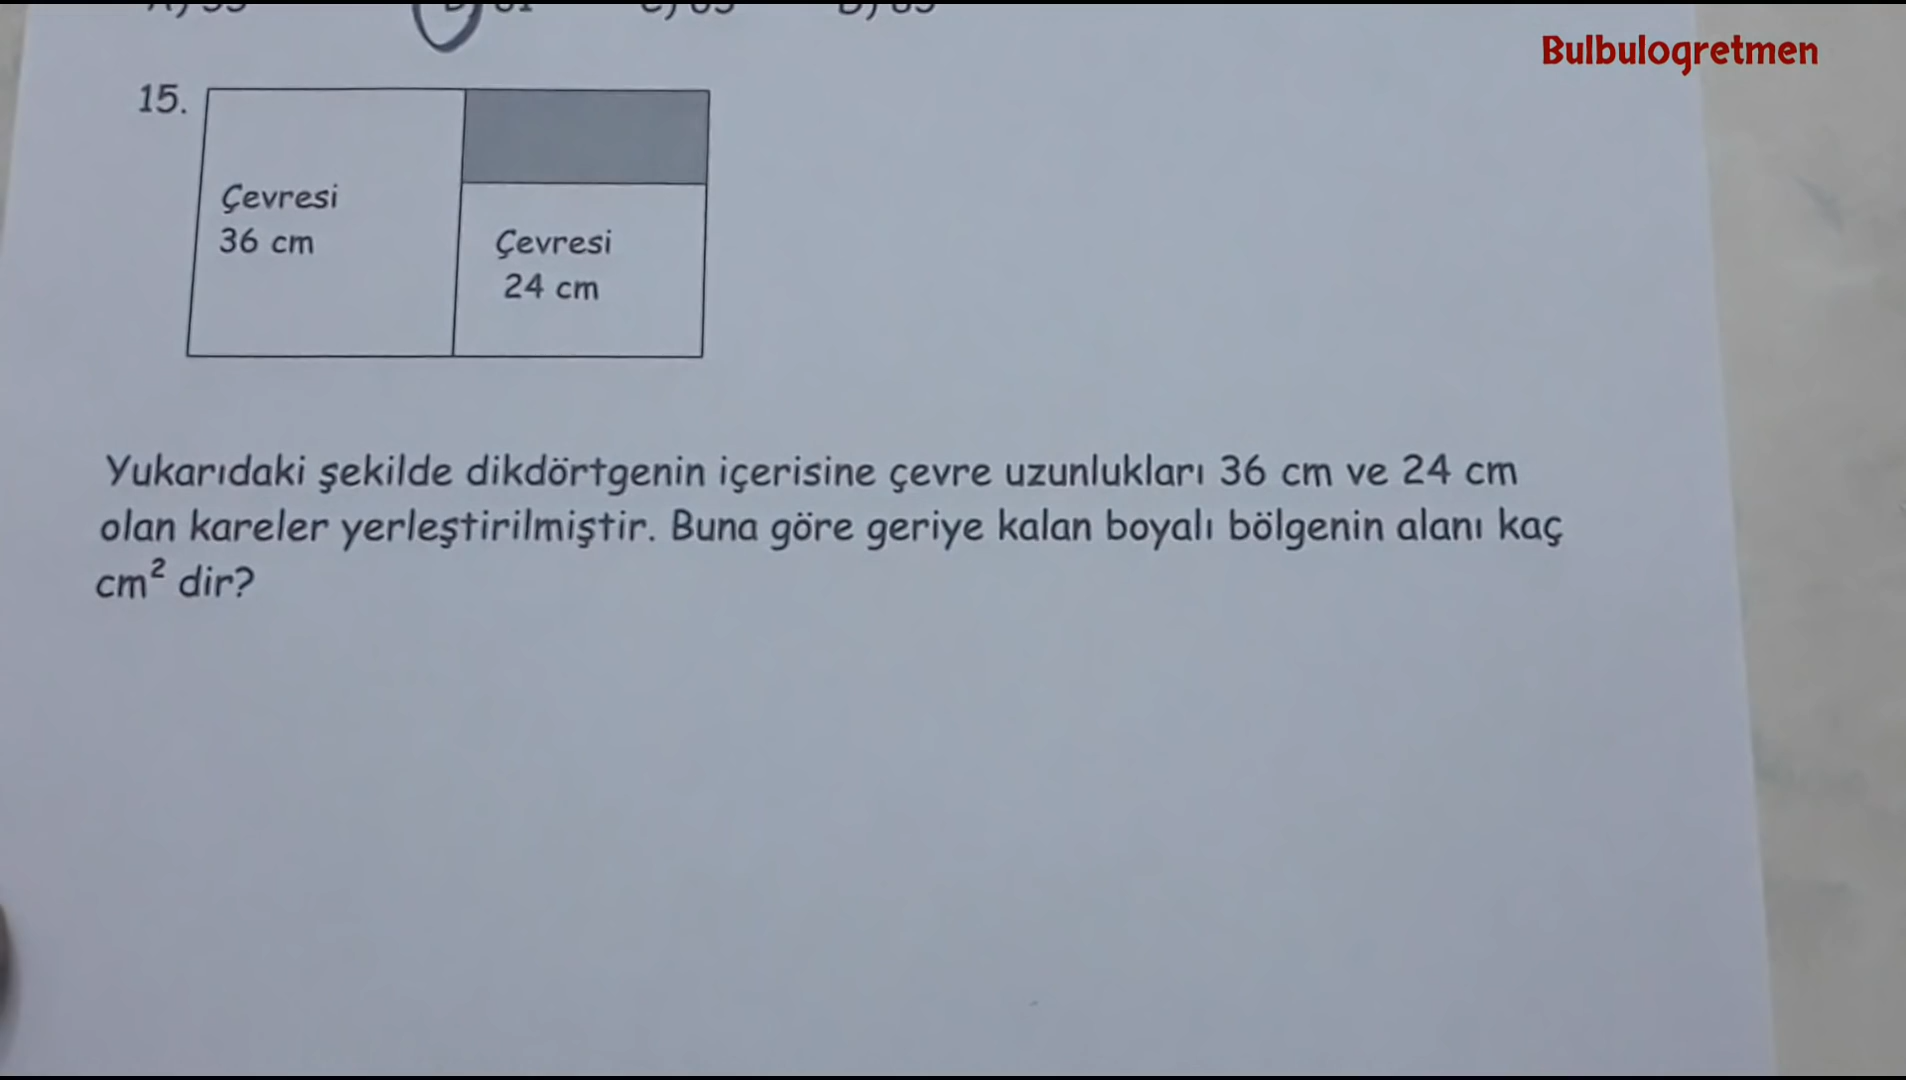 Bulbulogretmen
15.
Çevresi
36 cm
Çevresi
24 cm
Yukarıdaki şekilde dikdörtgenin içerisine çevre uzunlukları 36 cm ve 24 cm
olan kareler yerleştirilmiştir. Buna göre geriye kalan boyalı bölgenin alanı kaç
cm² dir?